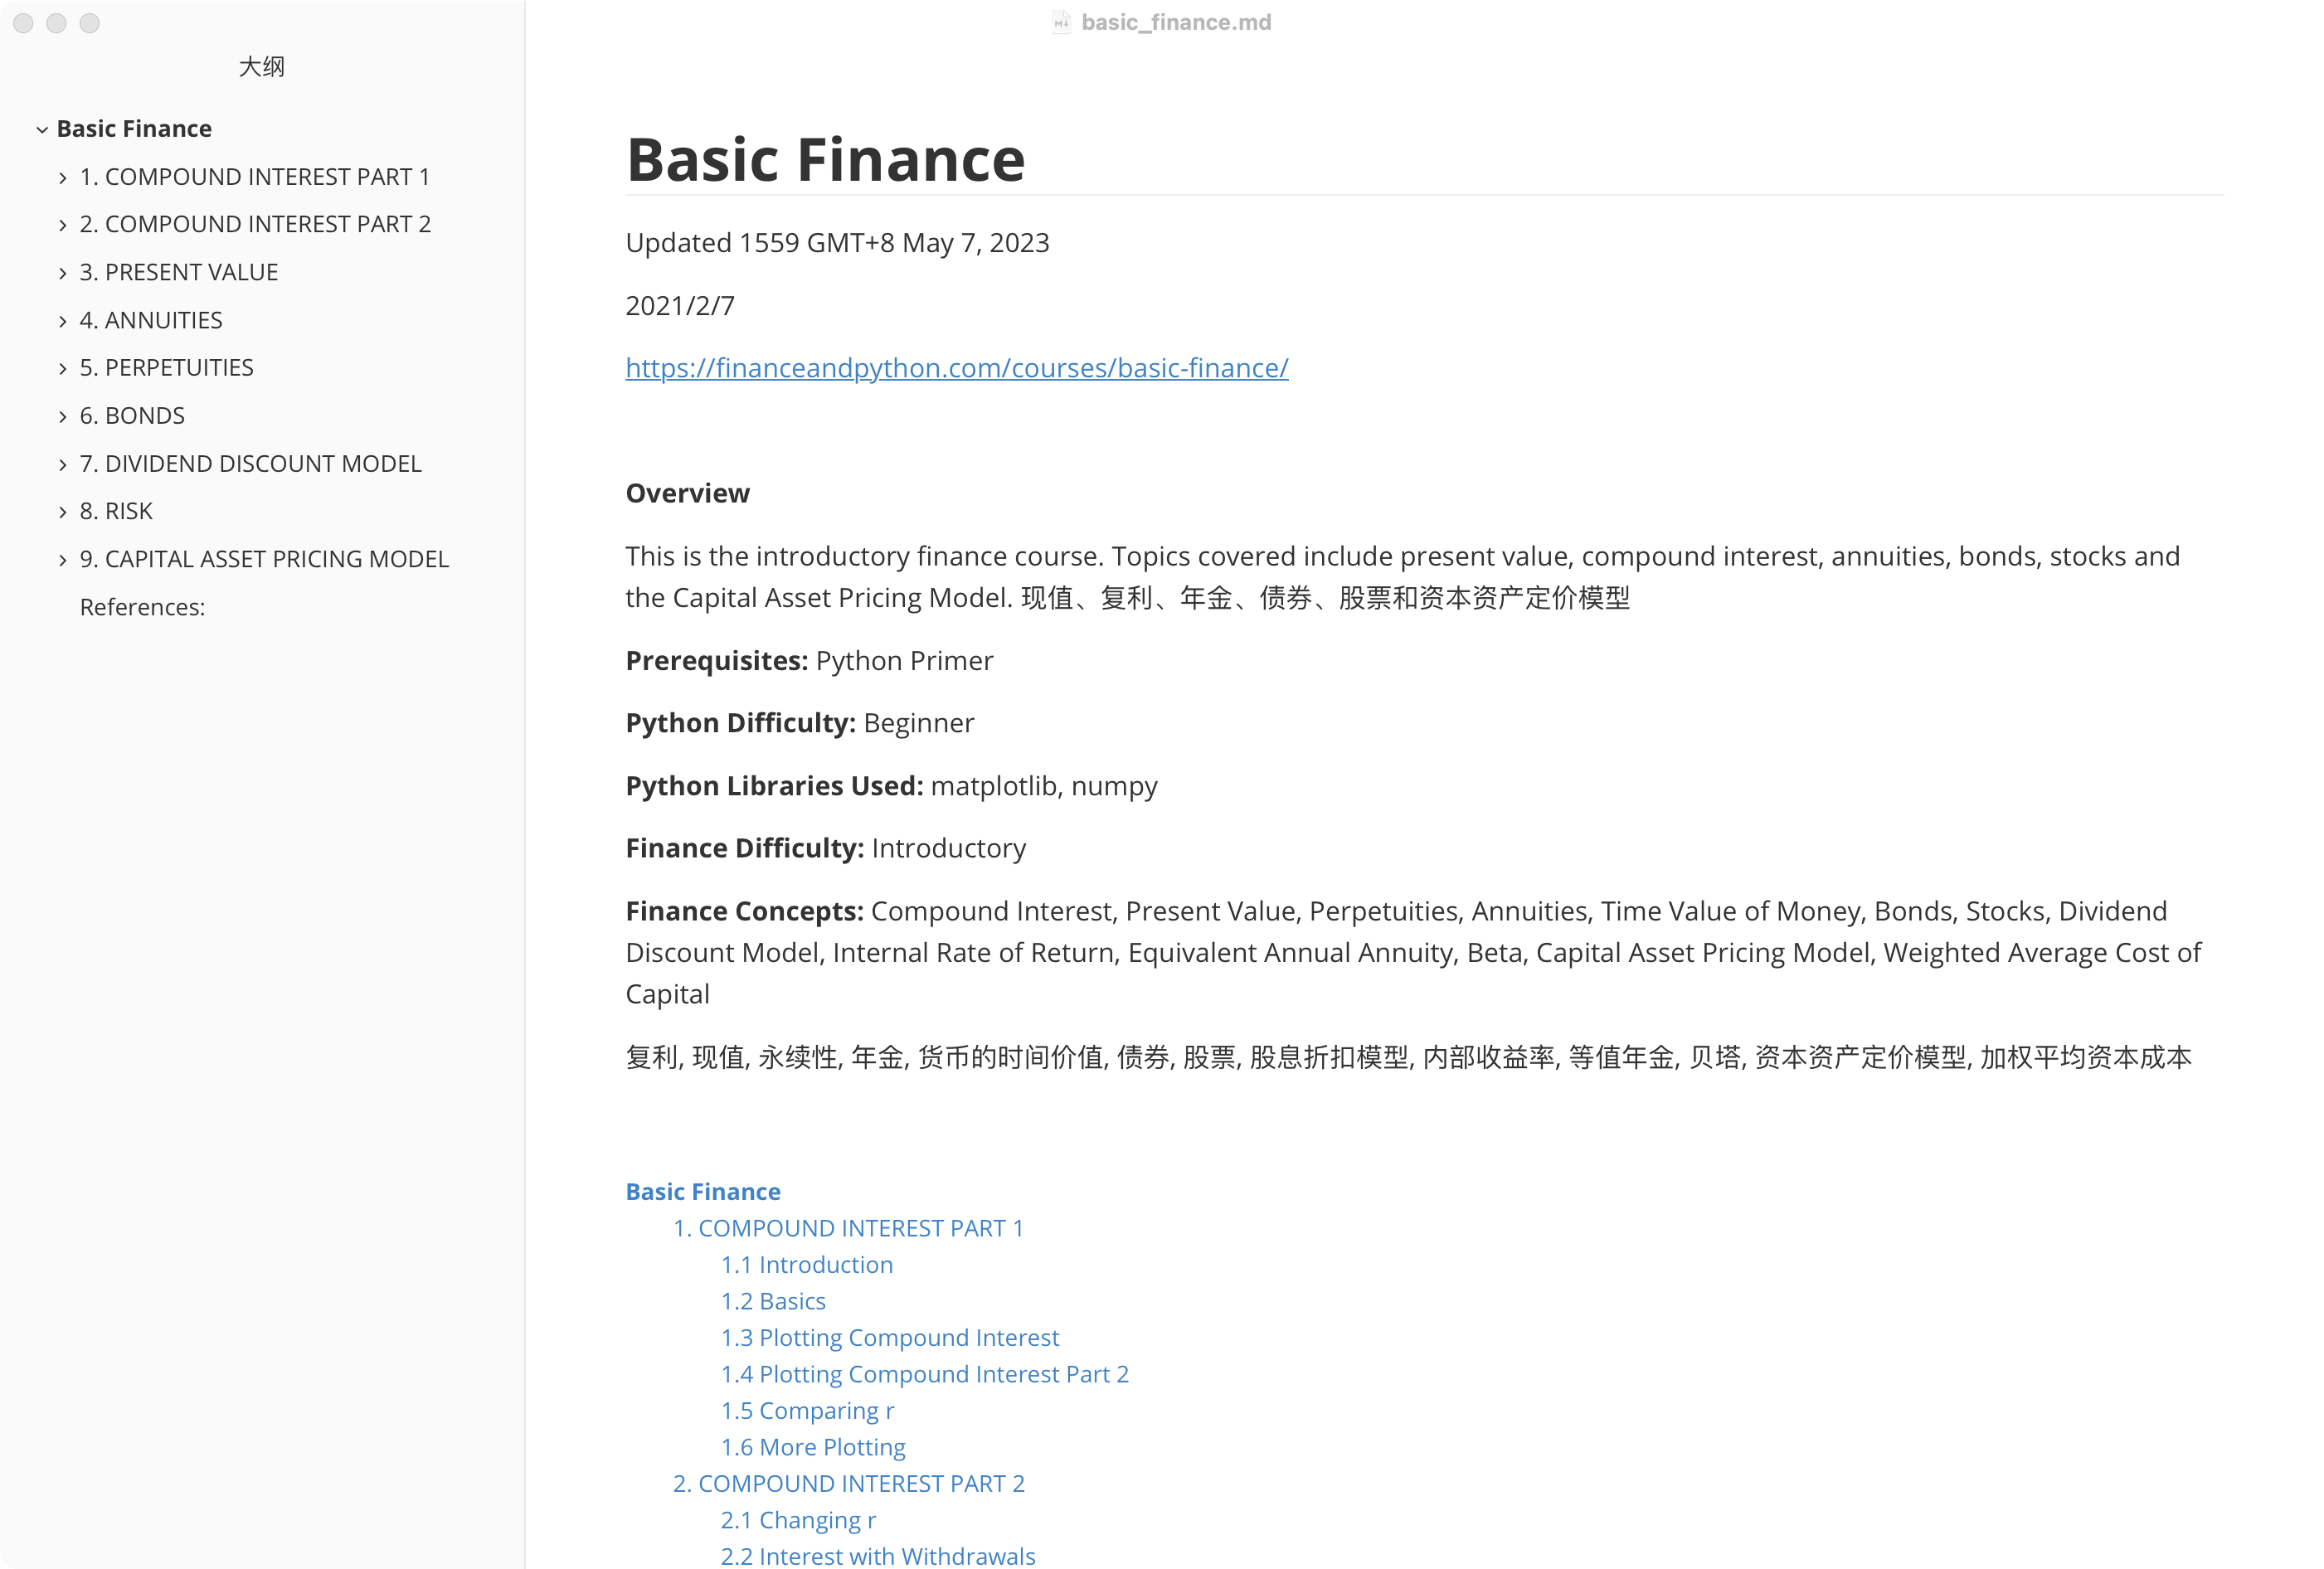 basic_finance.md
大纲
Basic Finance
1. COMPOUND INTEREST PART 1
2. COMPOUND INTEREST PART 2
3. PRESENT VALUE
4. ANNUITIES
5. PERPETUITIES
6. BONDS
7. DIVIDEND DISCOUNT MODEL
8. RISK
9. CAPITAL ASSET PRICING MODEL
References:
Basic Finance
Updated 1559 GMT+8 May 7, 2023
2021/2/7
https://financeandpython.com/courses/basic-finance/
Overview
This is the introductory finance course. Topics covered include present value, compound interest, annuities, bonds, stocks and
the Capital Asset Pricing Model. 现值、复利、年金、债券、股票和资本资产定价模型
Prerequisites: Python Primer
Python Difficulty: Beginner
Python Libraries Used: matplotlib, numpy
Finance Difficulty: Introductory
Finance Concepts: Compound Interest, Present Value, Perpetuities, Annuities, Time Value of Money, Bonds, Stocks, Dividend
Discount Model, Internal Rate of Return, Equivalent Annual Annuity, Beta, Capital Asset Pricing Model, Weighted Average Cost of
Capital
复利, 现值, 永续性, 年金, 货币的时间价值, 债券, 股票, 股息折扣模型, 内部收益率, 等值年金, 贝塔, 资本资产定价模型, 加权平均资本成本
Basic Finance
1. COMPOUND INTEREST PART 1
1.1 Introduction
1.2 Basics
1.3 Plotting Compound Interest
1.4 Plotting Compound Interest Part 2
1.5 Comparing r
1.6 More Plotting
2. COMPOUND INTEREST PART 2
2.1 Changing r
2.2 Interest with Withdrawals